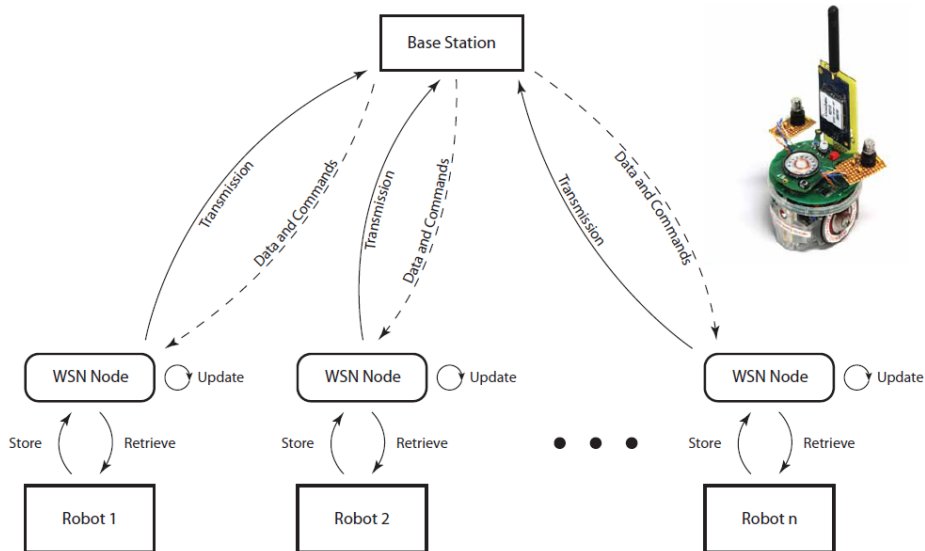 Base Station
Transmission
Data and Commands
Transmission
Data and Commands
Transmission
Data and Commands
WSN Node
Update
WSN Node
Update
WSN Node
Update
Store
Retrieve
Store
Retrieve
Store
Retrieve
Robot 1
Robot 2
Robot n